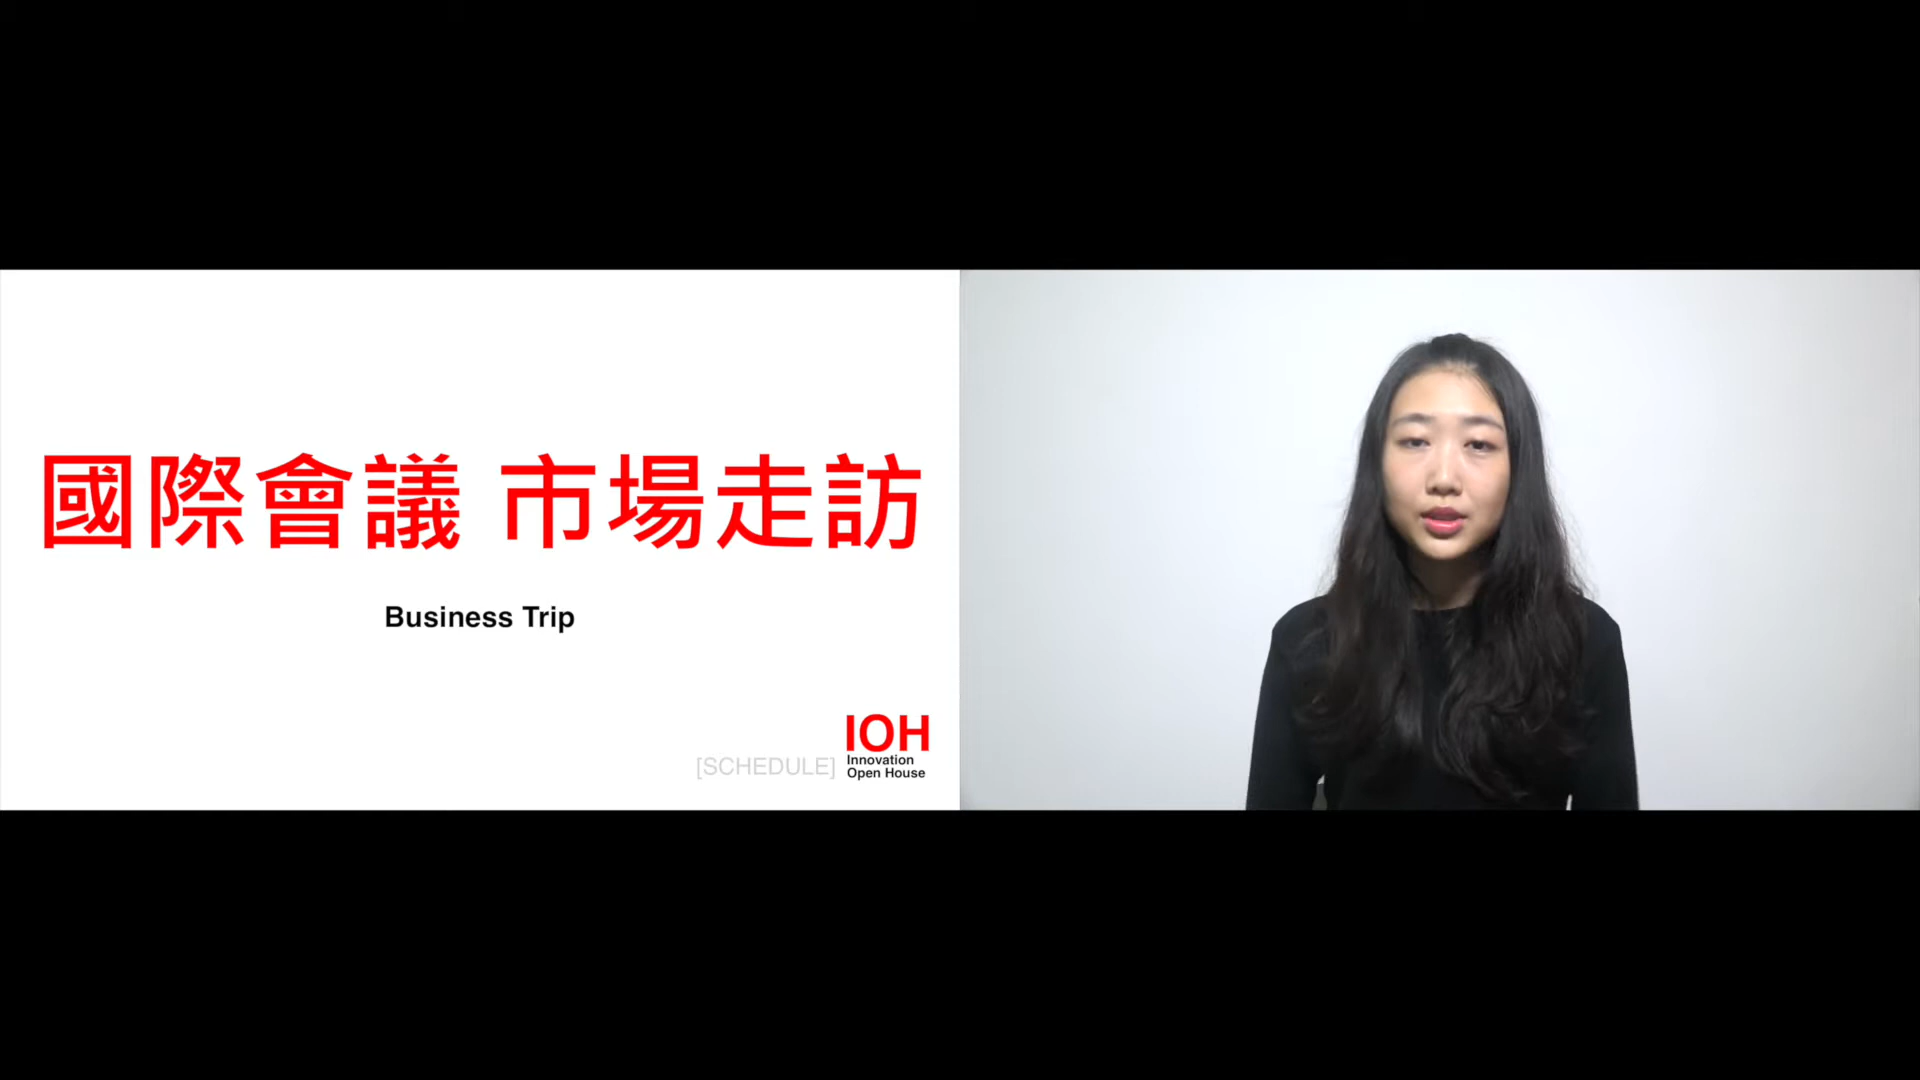 國際會議 市場走訪
Business Trip
[SCHEDULE]
IOH
Innovation
Open House